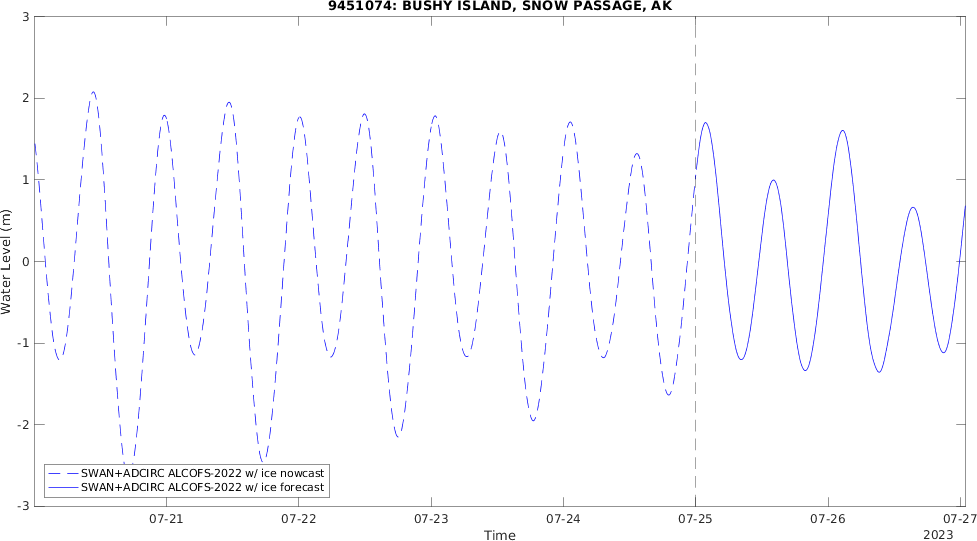 9451074: BUSHY ISLAND, SNOW PASSAGE, AK
3
2
1
0
-1
-2
-3
Water Level (m)
SWAN+ADCIRC ALCOFS-2022 w/ ice nowcast
SWAN+ADCIRC ALCOFS-2022 w/ ice forecast
07-21 07-22 07-23 07-24 07-25 07-26 07-27
Time
2023